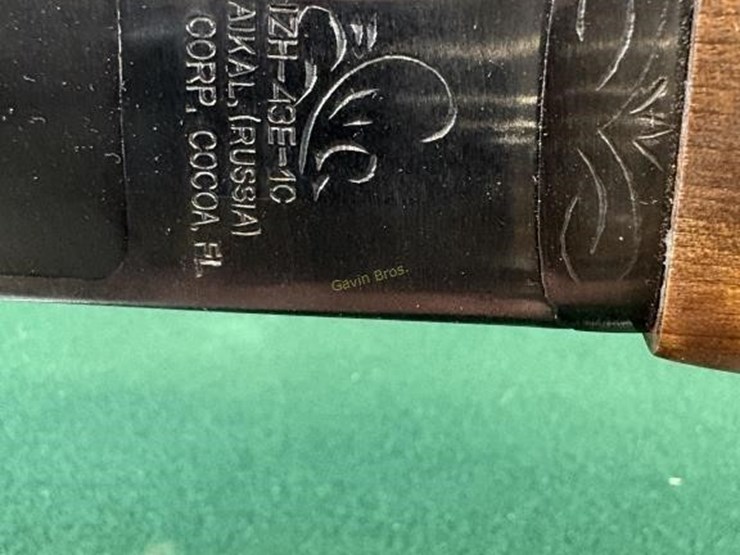 IZH-43E-1C
AIKAL, (RUSSIA)
CORP. COCOA, FL
Gavin Bros.